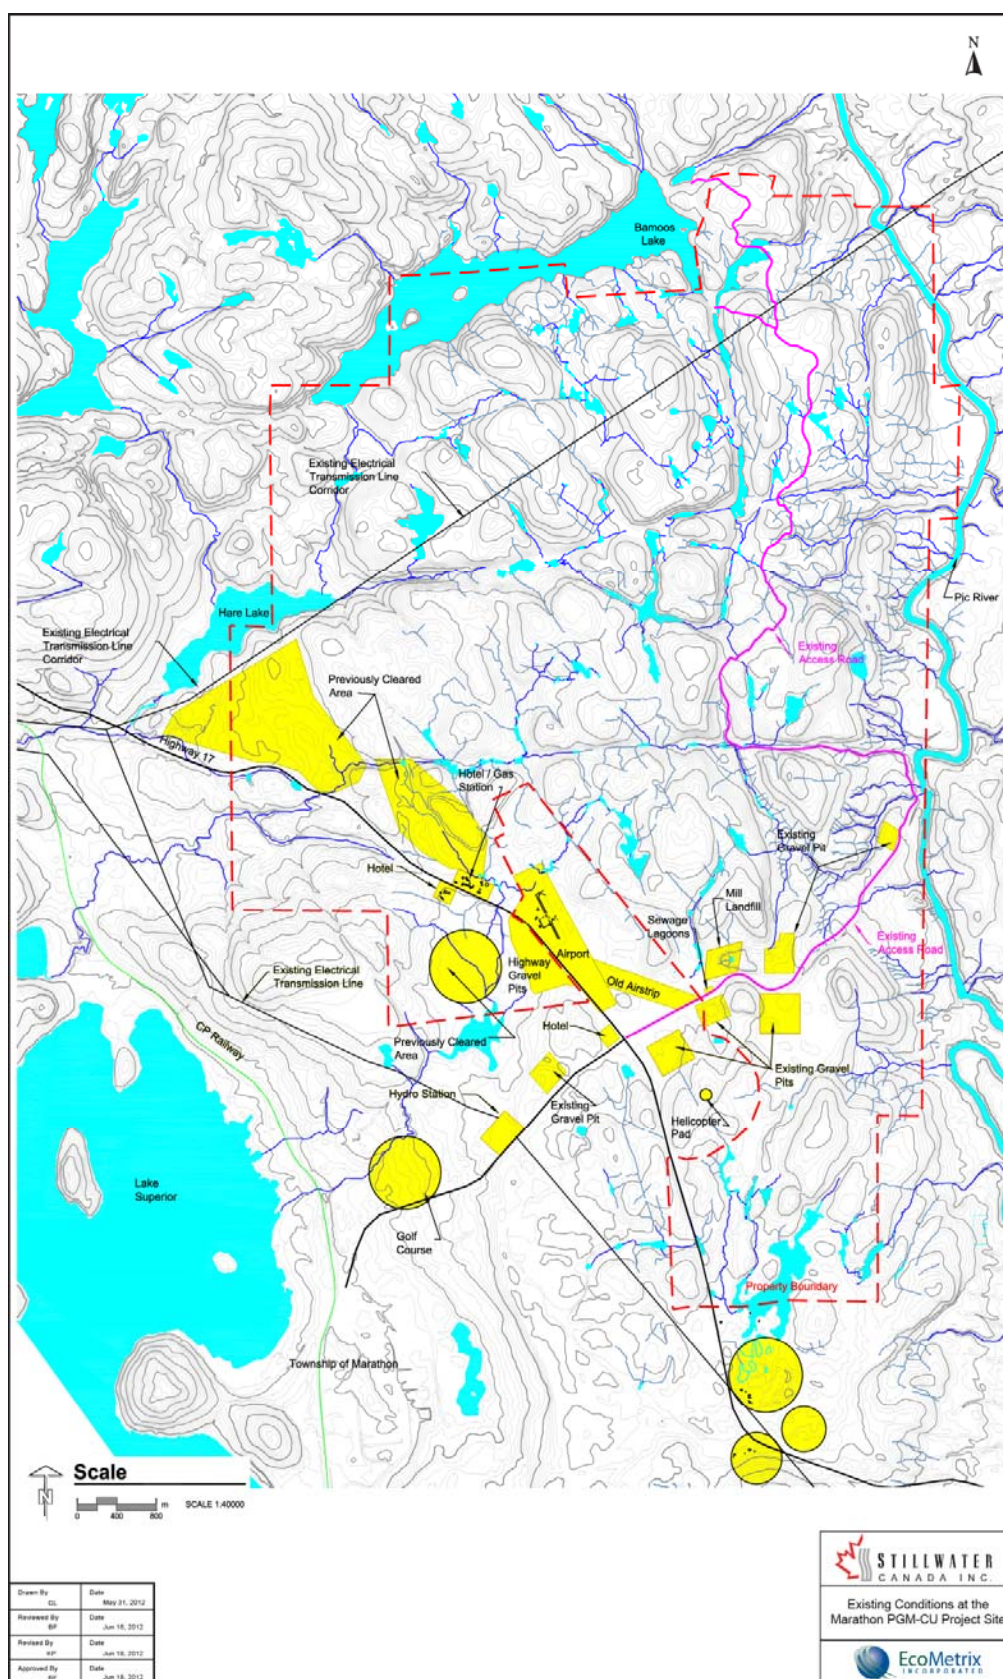 N
Bamoos
Lake
Existing Electrical
Transmission Line
Corridor
Pic River
Hare Lake
Existing Electrical
Transmission Line
Corridor
Existing
Access Road
Previously Cleared
Area
Highway 17
Hotel / Gas
Station
Existing
Gravel Pit
Hotel
Mill
Landfill
Sewage
Lagoons
Existing
Access Road
Airport
Highway
Gravel
Pits
Existing Electrical
Transmission Line
Old Airstrip
CP Railway
Hotel
Previously Cleared
Area
Existing Gravel
Pits
Hydro Station
Existing
Gravel Pit
Helicopter
Pad
Lake
Superior
Golf
Course
Property Boundary
Township of Marathon
Scale
N
0 400 800
m
SCALE 1:40000
STILLWATER
CANADA INC.
Existing Conditions at the
Marathon PGM-CU Project Site
EcoMetrix
INCORPORATED
Drawn By
CL
Date
May 31, 2012
Reviewed By
BF
Date
Jun 18, 2012
Revised By
Date
Jun 18, 2012
Approved By
Date
Jun 18, 2012